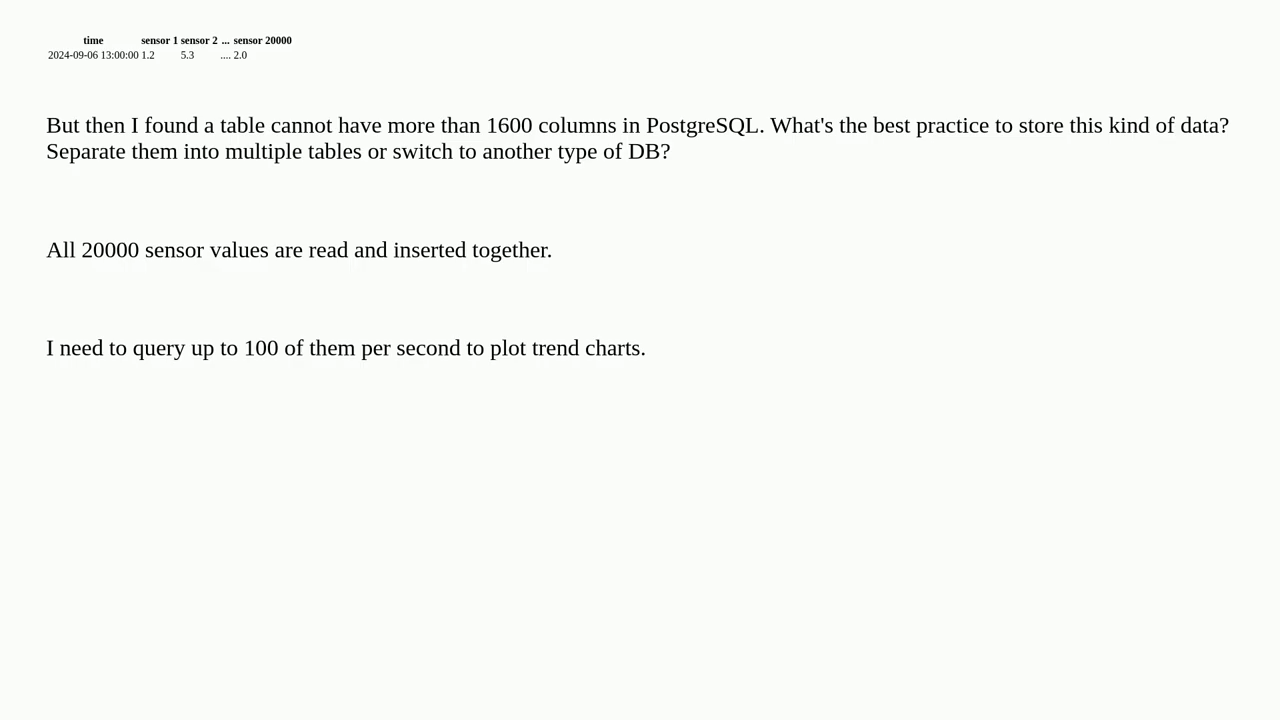 time sensor 1 sensor 2 ... sensor 20000
2024-09-06 13:00:00 1.2 5.3 .... 2.0
But then I found a table cannot have more than 1600 columns in PostgreSQL. What's the best practice to store this kind of data?
Separate them into multiple tables or switch to another type of DB?
All 20000 sensor values are read and inserted together.
I need to query up to 100 of them per second to plot trend charts.